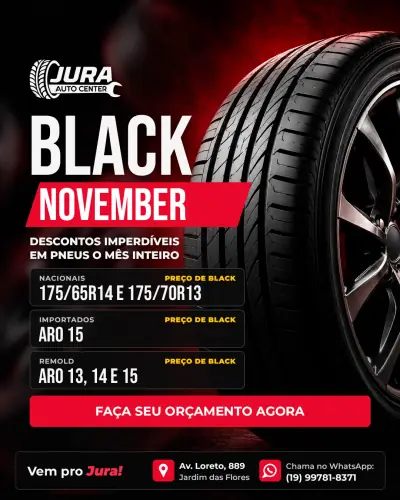 JURA
AUTO CENTER
BLACK
NOVEMBER
DESCONTOS IMPERDÍVEIS
EM PNEUS O MÊS INTEIRO
NACIONAIS PREÇO DE BLACK
175/65R14 E 175/70R13
IMPORTADOS PREÇO DE BLACK
ARO 15
REMOLD PREÇO DE BLACK
ARO 13, 14 E 15
FAÇA SEU ORÇAMENTO AGORA
Vem pro Jura!
Av. Loreto, 889
Jardim das Flores
Chama no WhatsApp:
(19) 99781-8371